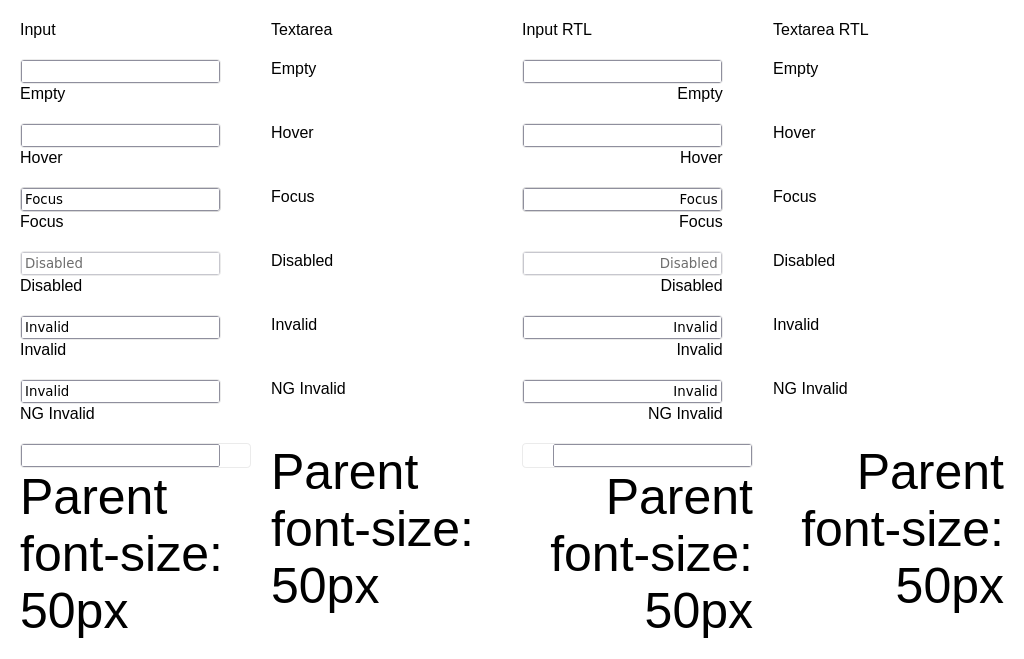 Input
Textarea
Input RTL
Textarea RTL
Empty
Empty
Empty
Empty
Hover
Hover
Hover
Hover
Focus
Focus
Focus
Focus
Focus
Focus
Disabled
Disabled
Disabled
Disabled
Disabled
Disabled
Invalid
Invalid
Invalid
Invalid
Invalid
Invalid
Invalid
NG Invalid
Invalid
NG Invalid
NG Invalid
NG Invalid
Parent
font-size:
50px
Parent
font-size:
50px
Parent
font-size:
50px
Parent
font-size:
50px